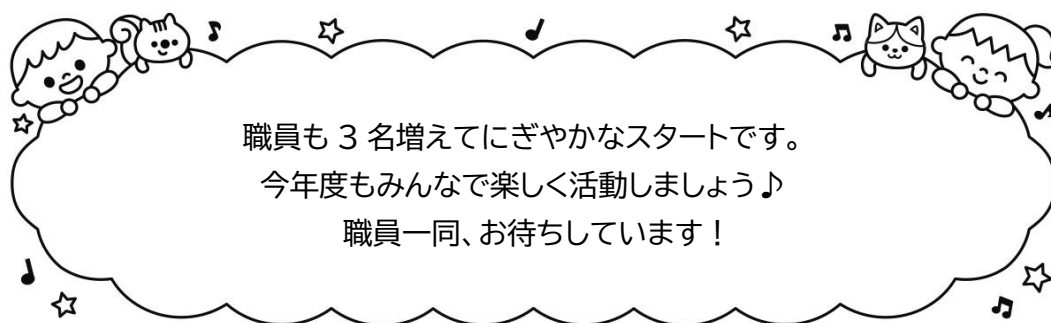 職員も 3 名増えてにぎやかなスタートです。
今年度もみんなで楽しく活動しましょう♪
職員一同、お待ちしています！